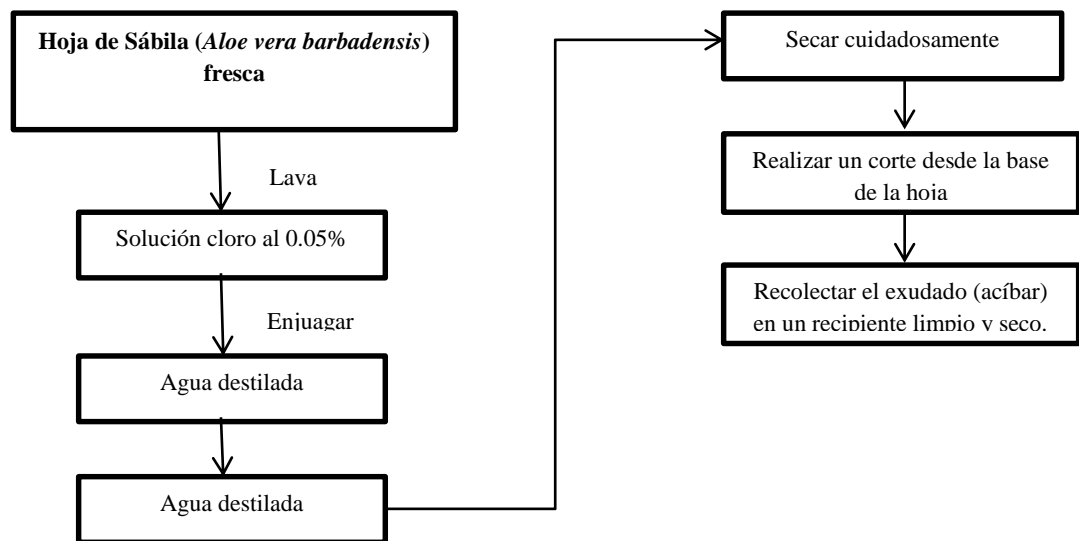 Hoja de Sábila (Aloe vera barbadensis)
fresca
Lava
Solución cloro al 0.05%
Enjuagar
Agua destilada
Agua destilada
Secar cuidadosamente
Realizar un corte desde la base
de la hoja
Recolectar el exudado (acíbar)
en un recipiente limpio y seco.